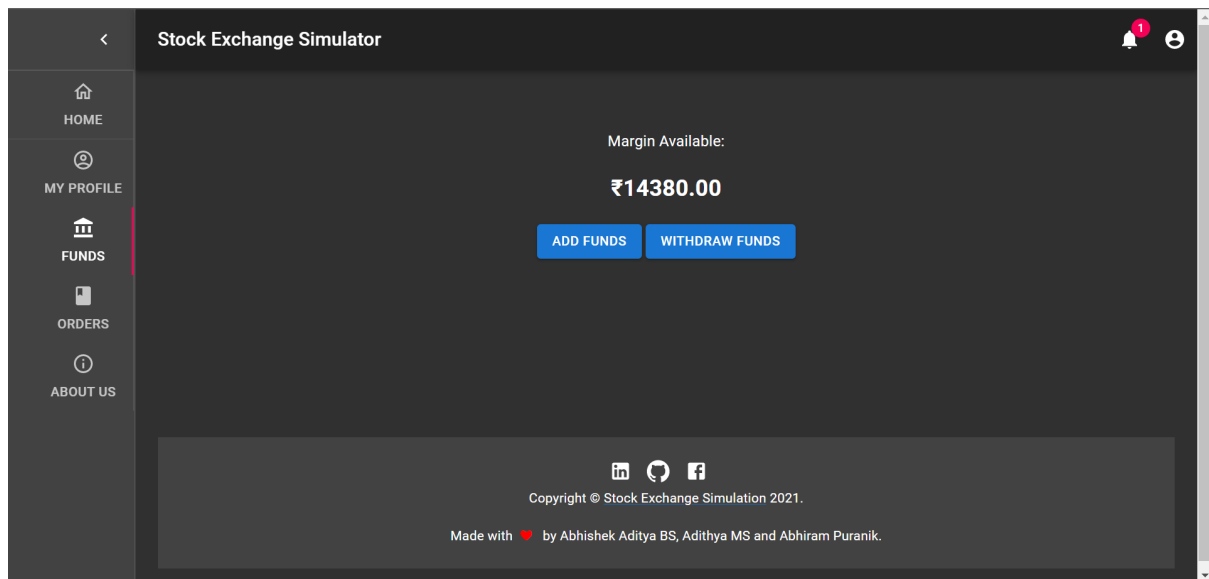 Stock Exchange Simulator
1
HOME
MY PROFILE
FUNDS
ORDERS
ABOUT US
Margin Available:
₹14380.00
ADD FUNDS WITHDRAW FUNDS
Copyright © Stock Exchange Simulation 2021.
Made with ❤ by Abhishek Aditya BS, Adithya MS and Abhiram Puranik.